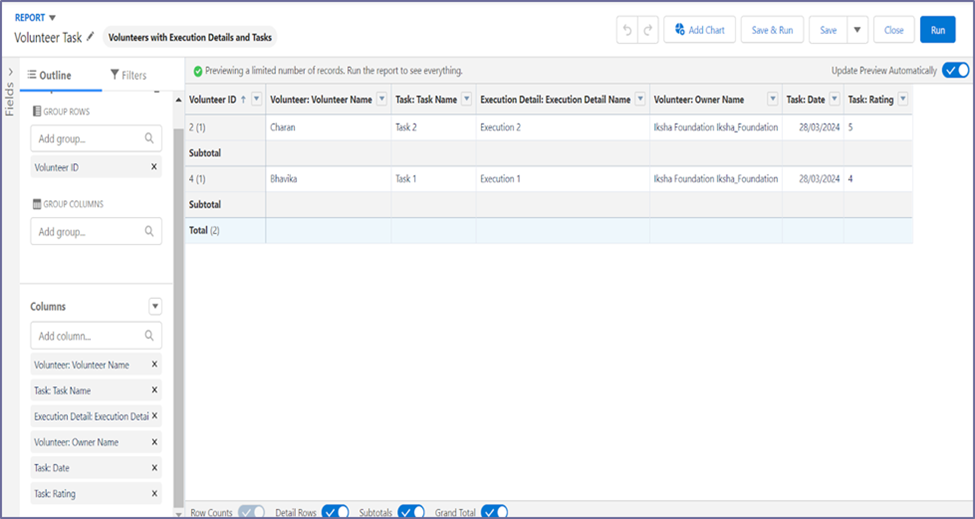 REPORT
Volunteer Task Volunteers with Execution Details and Tasks
Add Chart Save & Run Save Close Run
Fields
Outline Filters
Previewing a limited number of records. Run the report to see everything. Update Preview Automatically
GROUP ROWS
Add group...
Volunteer ID X
GROUP COLUMNS
Add group...
Columns
Add column...
Volunteer: Volunteer Name X
Task: Task Name X
Execution Detail: Execution Detai X
Volunteer: Owner Name X
Task: Date X
Task: Rating X
Volunteer ID ↑ Volunteer: Volunteer Name Task: Task Name Execution Detail: Execution Detail Name Volunteer: Owner Name Task: Date Task: Rating
2 (1) Charan Task 2 Execution 2 Iksha Foundation Iksha_Foundation 28/03/2024 5
Subtotal
4 (1) Bhavika Task 1 Execution 1 Iksha Foundation Iksha_Foundation 28/03/2024 4
Subtotal
Total (2)
Row Counts Detail Rows Subtotals Grand Total